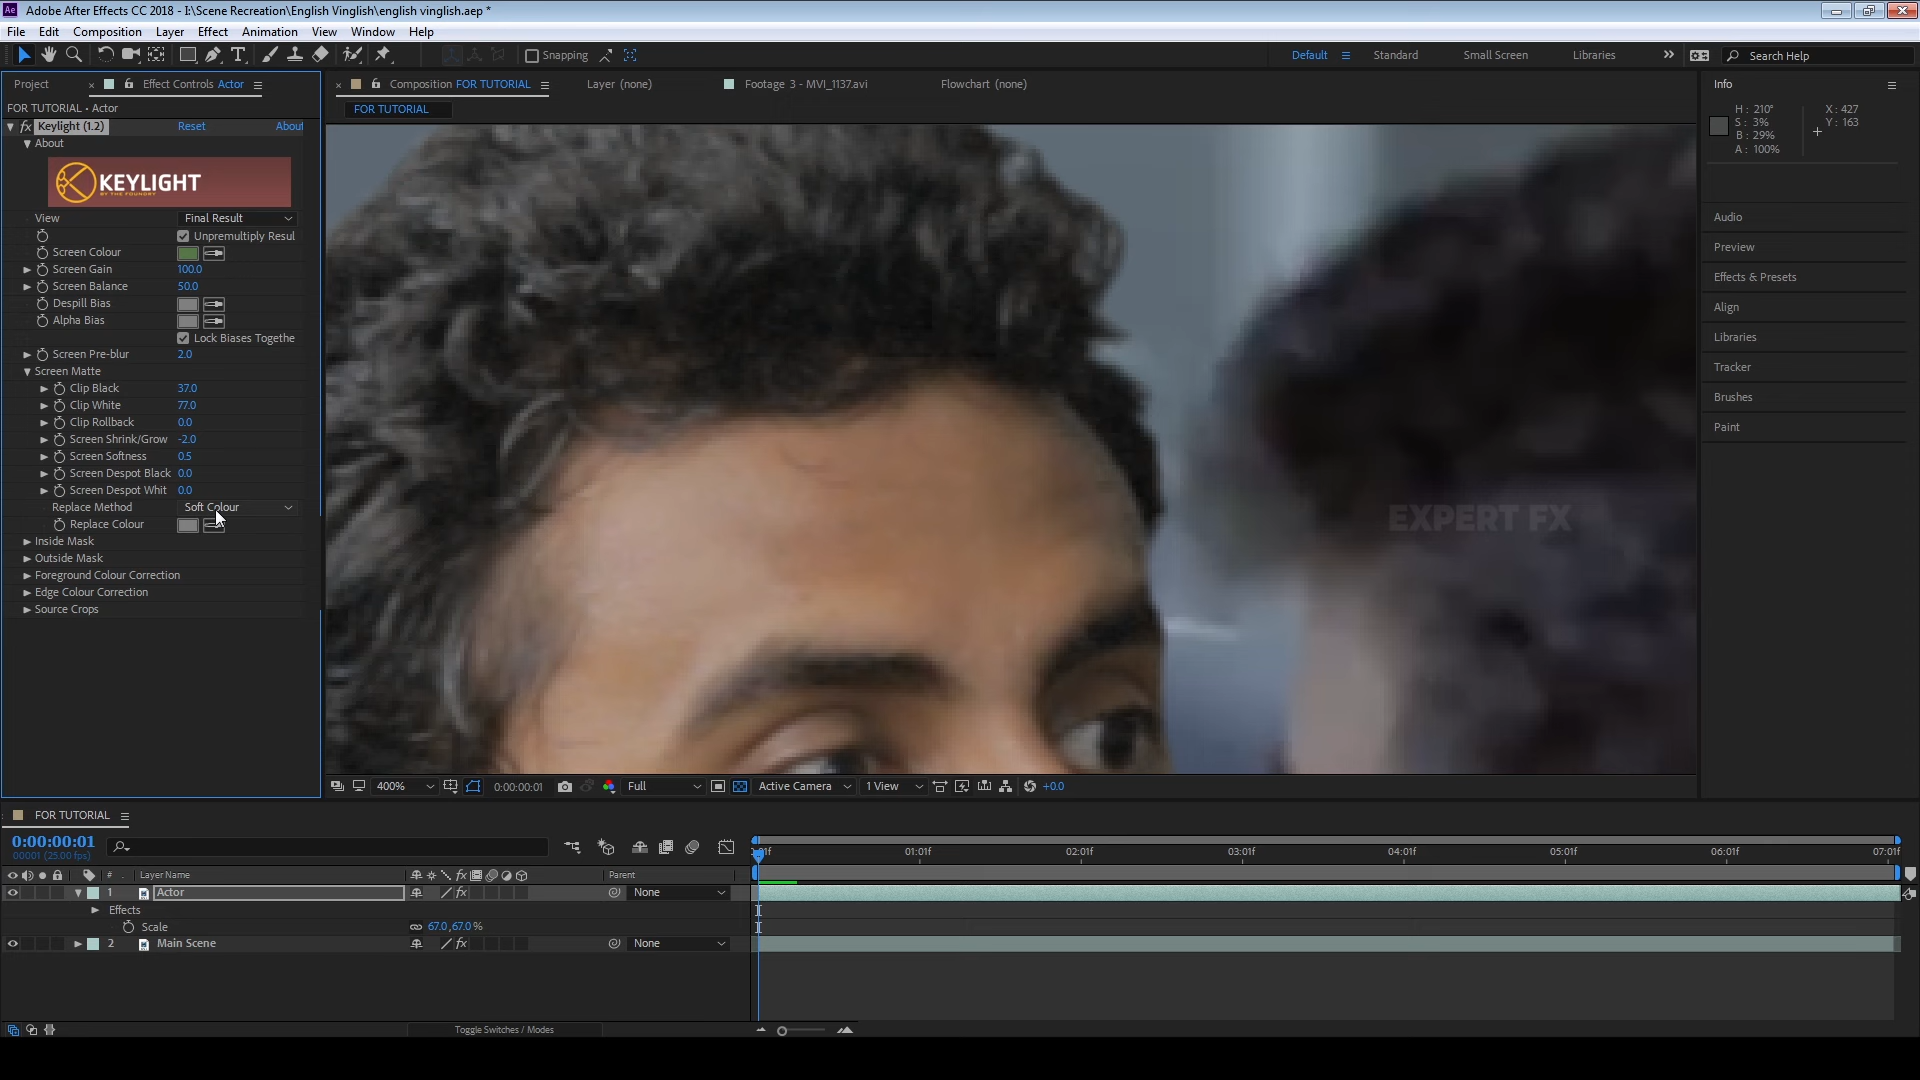 Adobe After Effects CC 2018 - I:\Scene Recreation\English Vinglish\english vinglish.aep *
File Edit Composition Layer Effect Animation View Window Help
Snapping Default Standard Small Screen Libraries Search Help
Project Effect Controls Actor Composition FOR TUTORIAL Layer (none) Footage 3 - MVI_1137.avi Flowchart (none) Info
FOR TUTORIAL • Actor
FOR TUTORIAL
H : 210° X : 427
S : 3% Y : 163
B : 29%
A : 100%
fx Keylight (1.2) Reset About
About
KEYLIGHT
BY THE FOUNDRY
View Final Result
Unpremultiply Resul
Screen Colour
Screen Gain 100.0
Screen Balance 50.0
Despill Bias
Alpha Bias
Lock Biases Togethe
Screen Pre-blur 2.0
Screen Matte
Clip Black 37.0
Clip White 77.0
Clip Rollback 0.0
Screen Shrink/Grow -2.0
Screen Softness 0.5
Screen Despot Black 0.0
Screen Despot Whit 0.0
Replace Method Soft Colour
Replace Colour
Inside Mask
Outside Mask
Foreground Colour Correction
Edge Colour Correction
Source Crops
Audio
Preview
Effects & Presets
Align
Libraries
Tracker
Brushes
Paint
EXPERT FX
400% 0:00:00:01 Full Active Camera 1 View +0.0
FOR TUTORIAL
0:00:00:01
00001 (25.00 fps)
01:01f 02:01f 03:01f 04:01f 05:01f 06:01f 07:01f
# Layer Name Parent
1 Actor None
Effects
Scale 67.0,67.0 %
2 Main Scene None
Toggle Switches / Modes